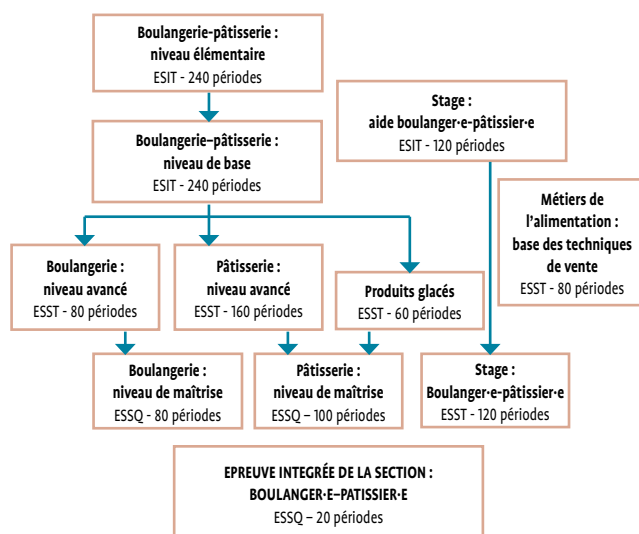 Boulangerie-pâtisserie :
niveau élémentaire
ESIT - 240 périodes
Stage :
aide boulanger·e-pâtissier·e
ESIT - 120 périodes
Boulangerie–pâtisserie :
niveau de base
ESIT - 240 périodes
Métiers de
l’alimentation :
base des techniques
de vente
ESST - 80 périodes
Boulangerie :
niveau avancé
ESST - 80 périodes
Pâtisserie :
niveau avancé
ESST - 160 périodes
Produits glacés
ESST - 60 périodes
Boulangerie :
niveau de maîtrise
ESSQ - 80 périodes
Pâtisserie :
niveau de maîtrise
ESSQ – 100 périodes
Stage :
Boulanger·e-pâtissier·e
ESST - 120 périodes
EPREUVE INTEGRÉE DE LA SECTION :
BOULANGER·E–PATISSIER·E
ESSQ – 20 périodes